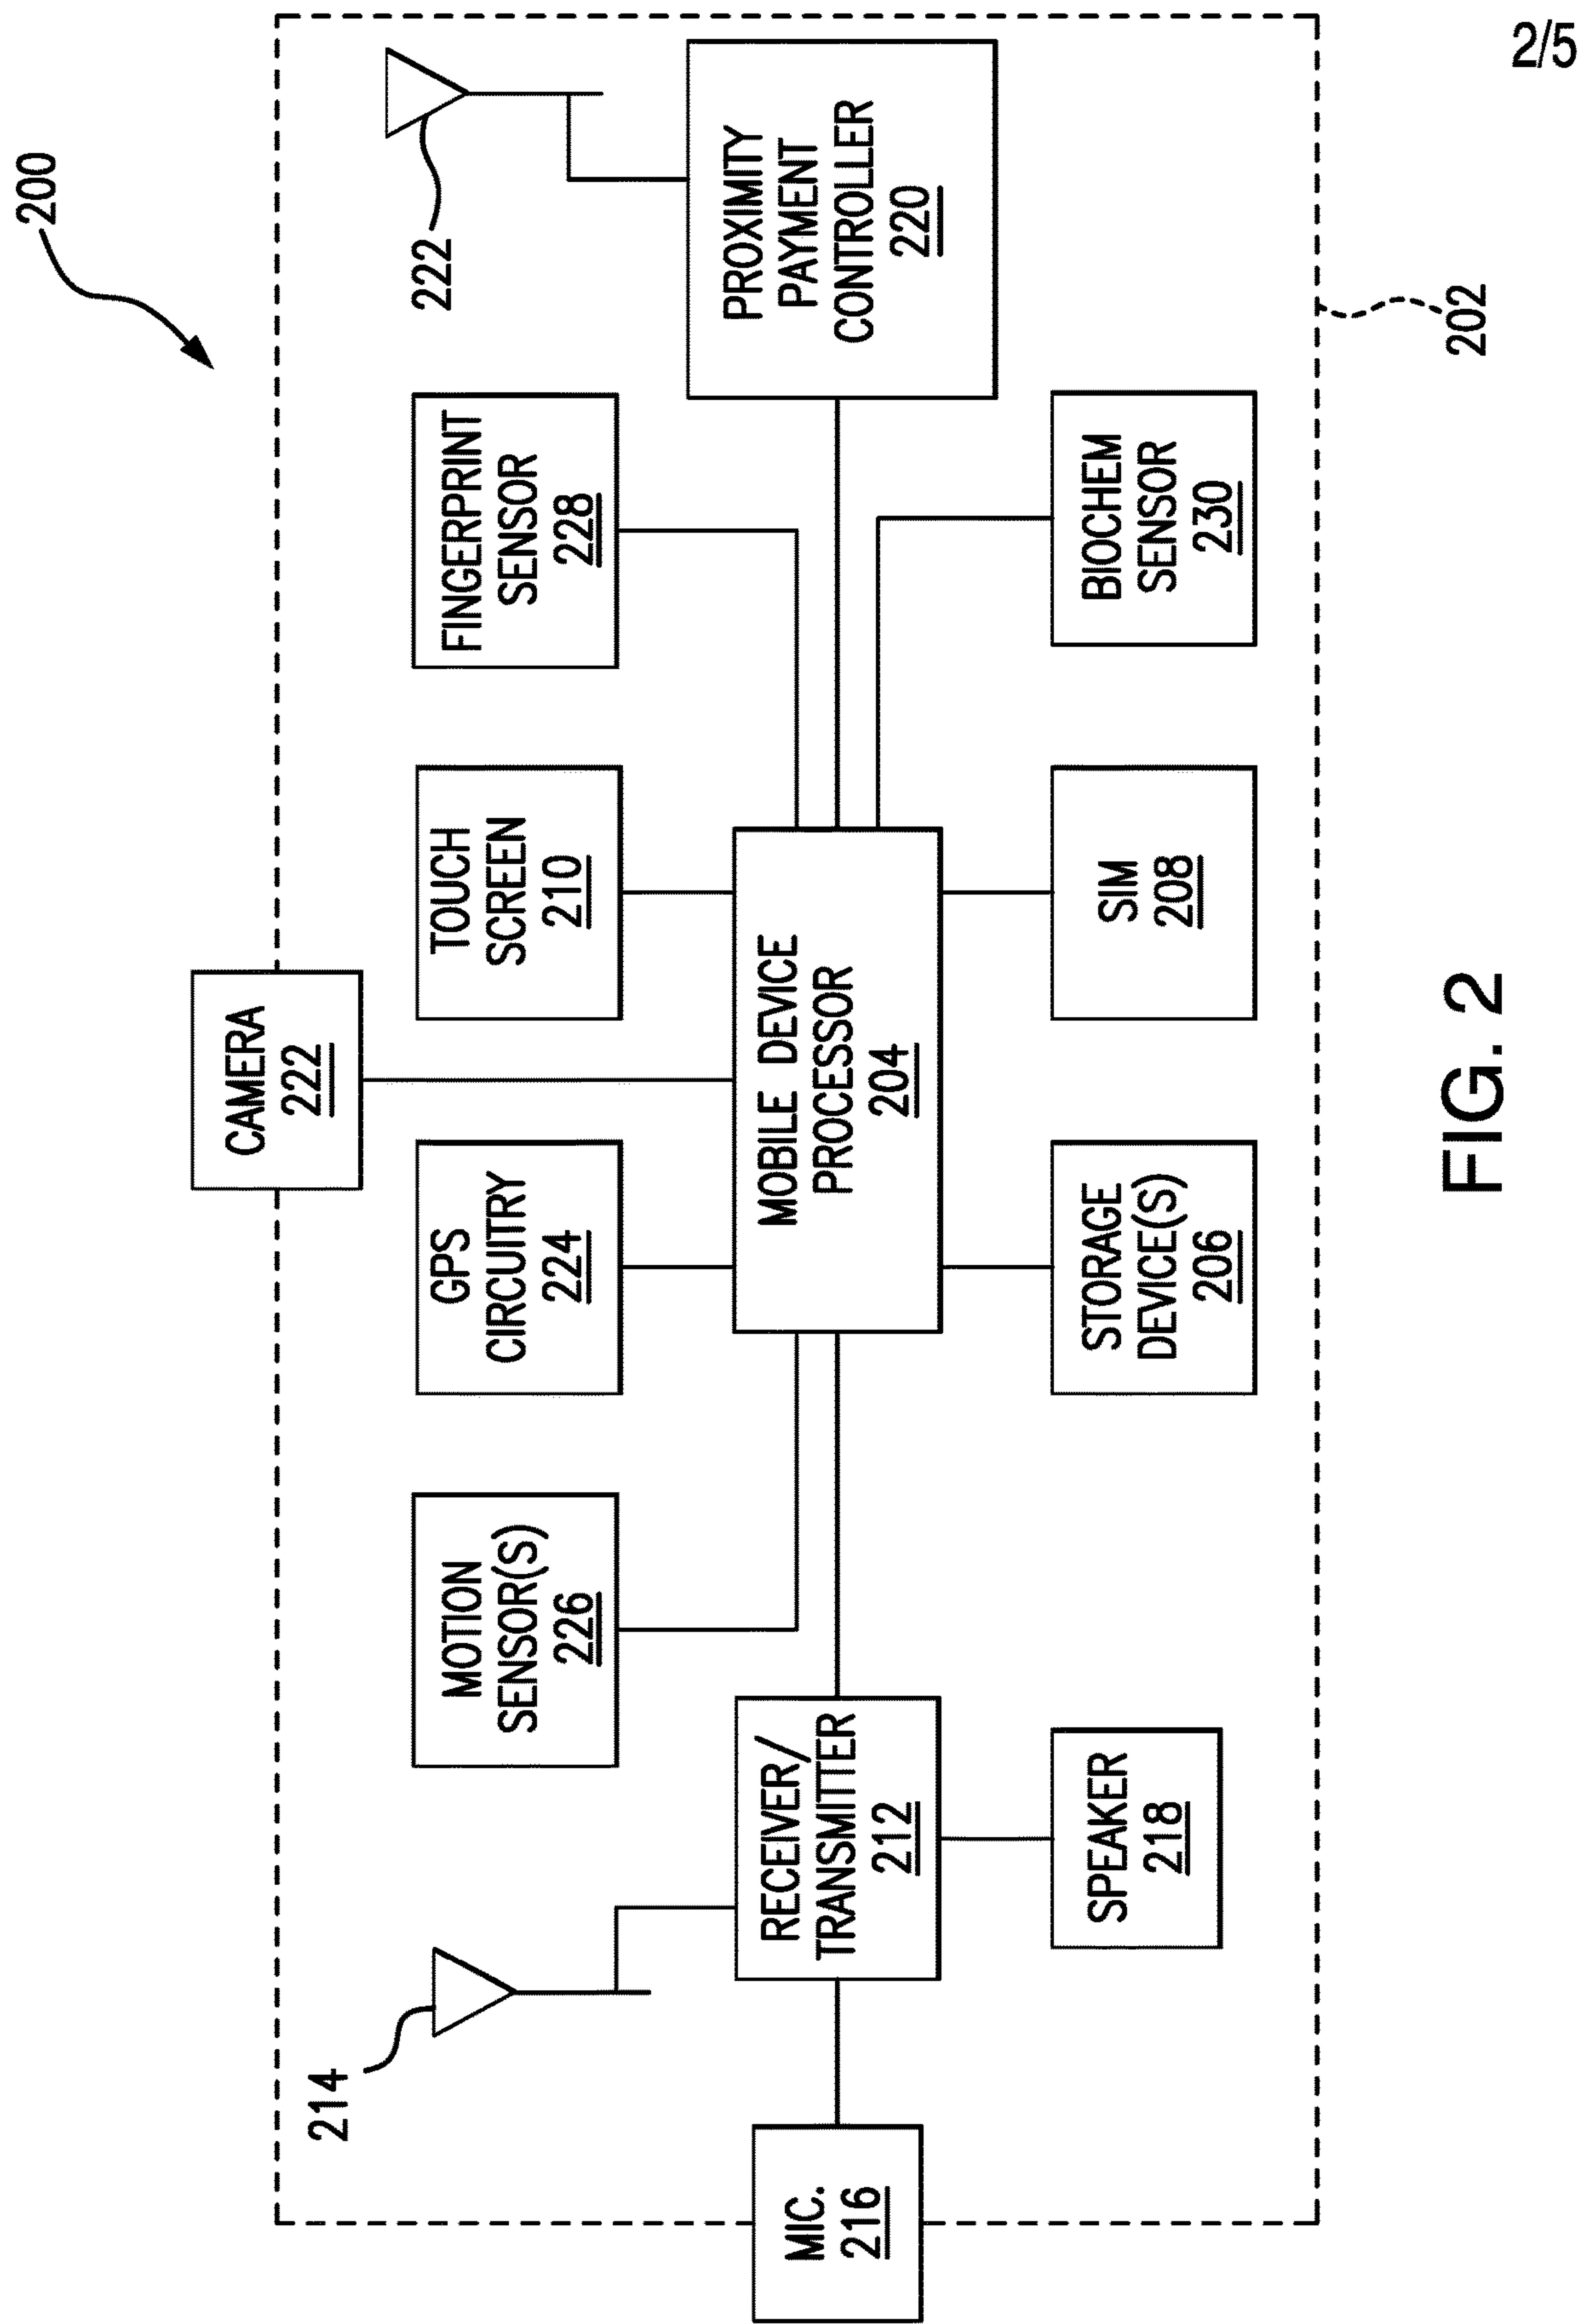 2/5
200
CAMERA
222
214
MOTION
SENSOR(S)
226
GPS
CIRCUITRY
224
TOUCH
SCREEN
210
FINGERPRINT
SENSOR
228
222
MIC.
216
RECEIVER/
TRANSMITTER
212
MOBILE DEVICE
PROCESSOR
204
PROXIMITY
PAYMENT
CONTROLLER
220
SPEAKER
218
STORAGE
DEVICE(S)
206
SIM
208
BIOCHEM
SENSOR
230
202
FIG. 2